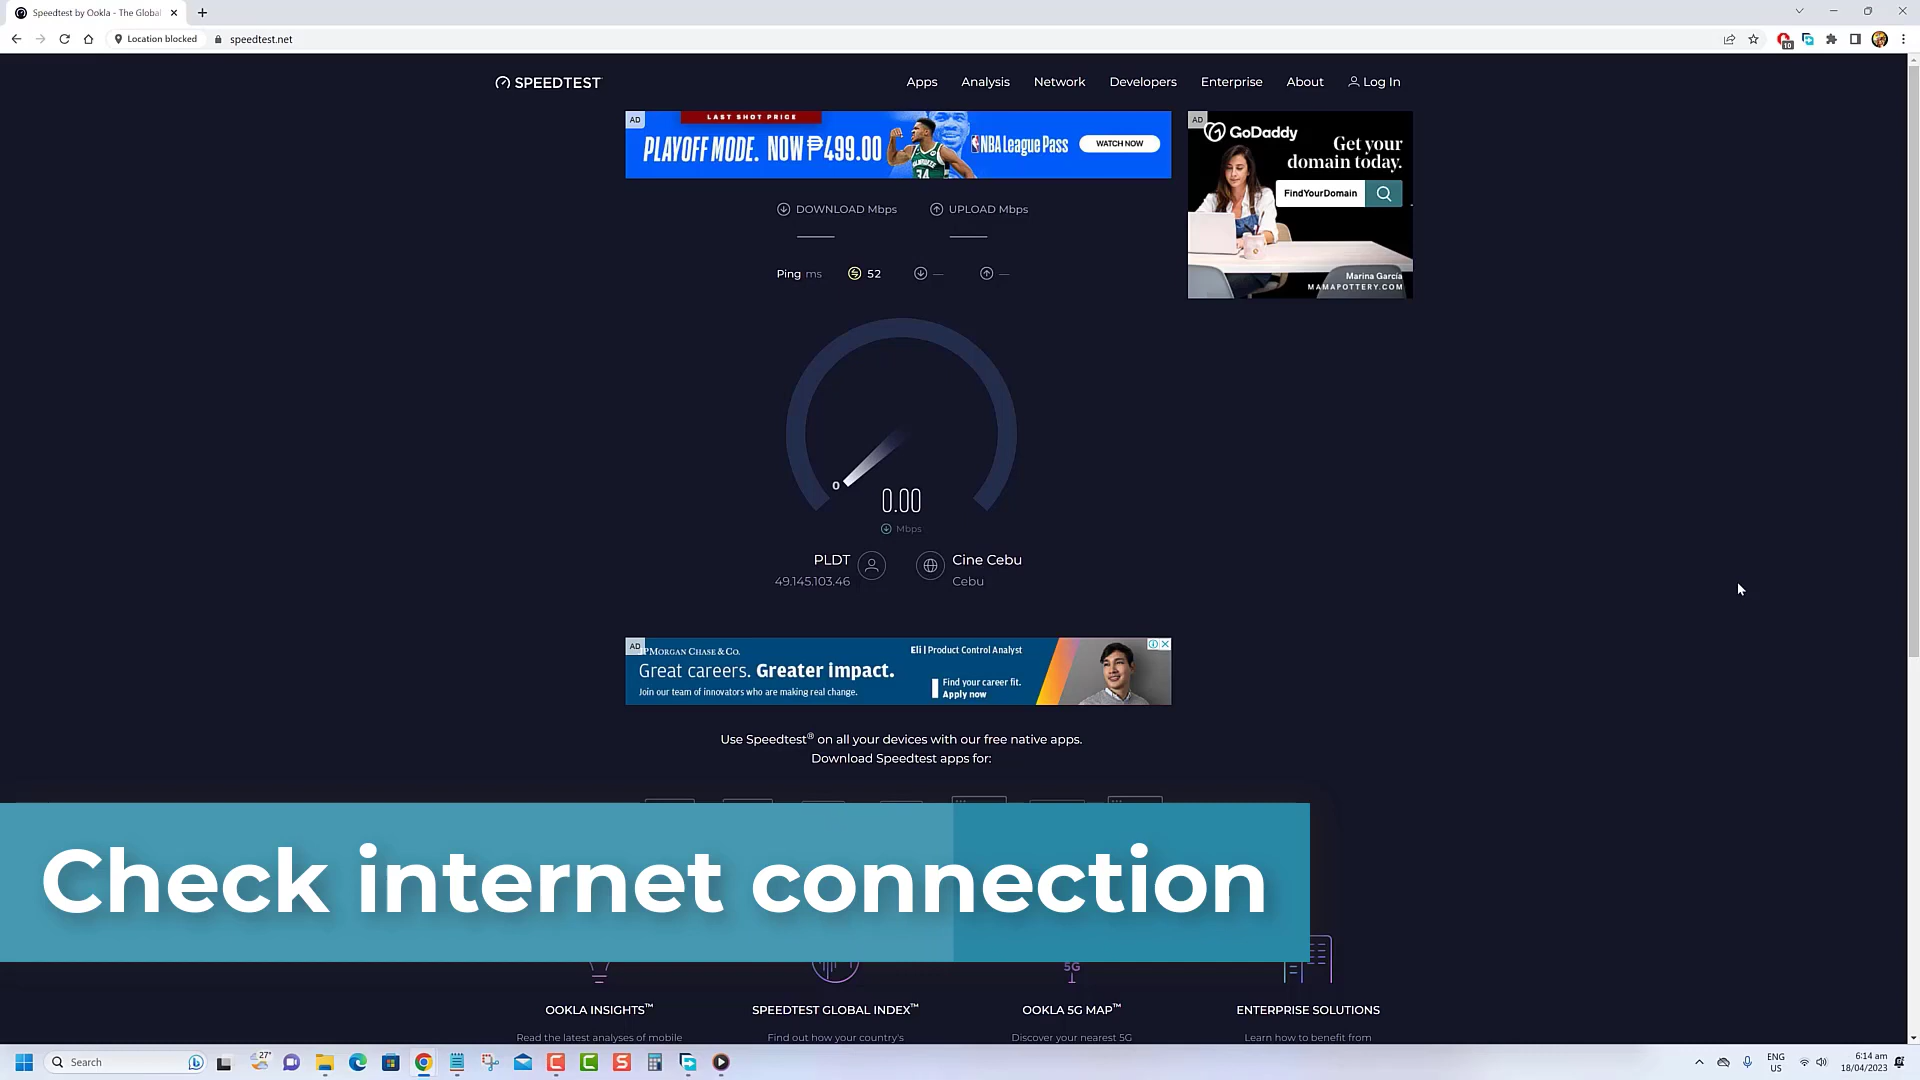 Speedtest by Ookla - The Global
Location blocked
speedtest.net
10
SPEEDTEST
Apps
Analysis
Network
Developers
Enterprise
About
Log In
AD
LAST SHOT PRICE
PLAYOFF MODE. NOW ₱499.00
NBA League Pass
WATCH NOW
34
AD
GoDaddy
Get your
domain today.
FindYourDomain
Marina García
MAMAPOTTERY.COM
DOWNLOAD Mbps
UPLOAD Mbps
Ping ms
52
—
—
0
0.00
Mbps
PLDT
49.145.103.46
Cine Cebu
Cebu
AD
PMORGAN CHASE & CO.
Great careers. Greater impact.
Join our team of innovators who are making real change.
Eli | Product Control Analyst
Find your career fit.
Apply now
Use Speedtest® on all your devices with our free native apps.
Download Speedtest apps for:
Check internet connection
5G
OOKLA INSIGHTS™
SPEEDTEST GLOBAL INDEX™
OOKLA 5G MAP™
ENTERPRISE SOLUTIONS
Read the latest analyses of mobile
Find out how your country's
Discover your nearest 5G
Learn how to benefit from
Search
27°
ENG
US
6:14 am
18/04/2023